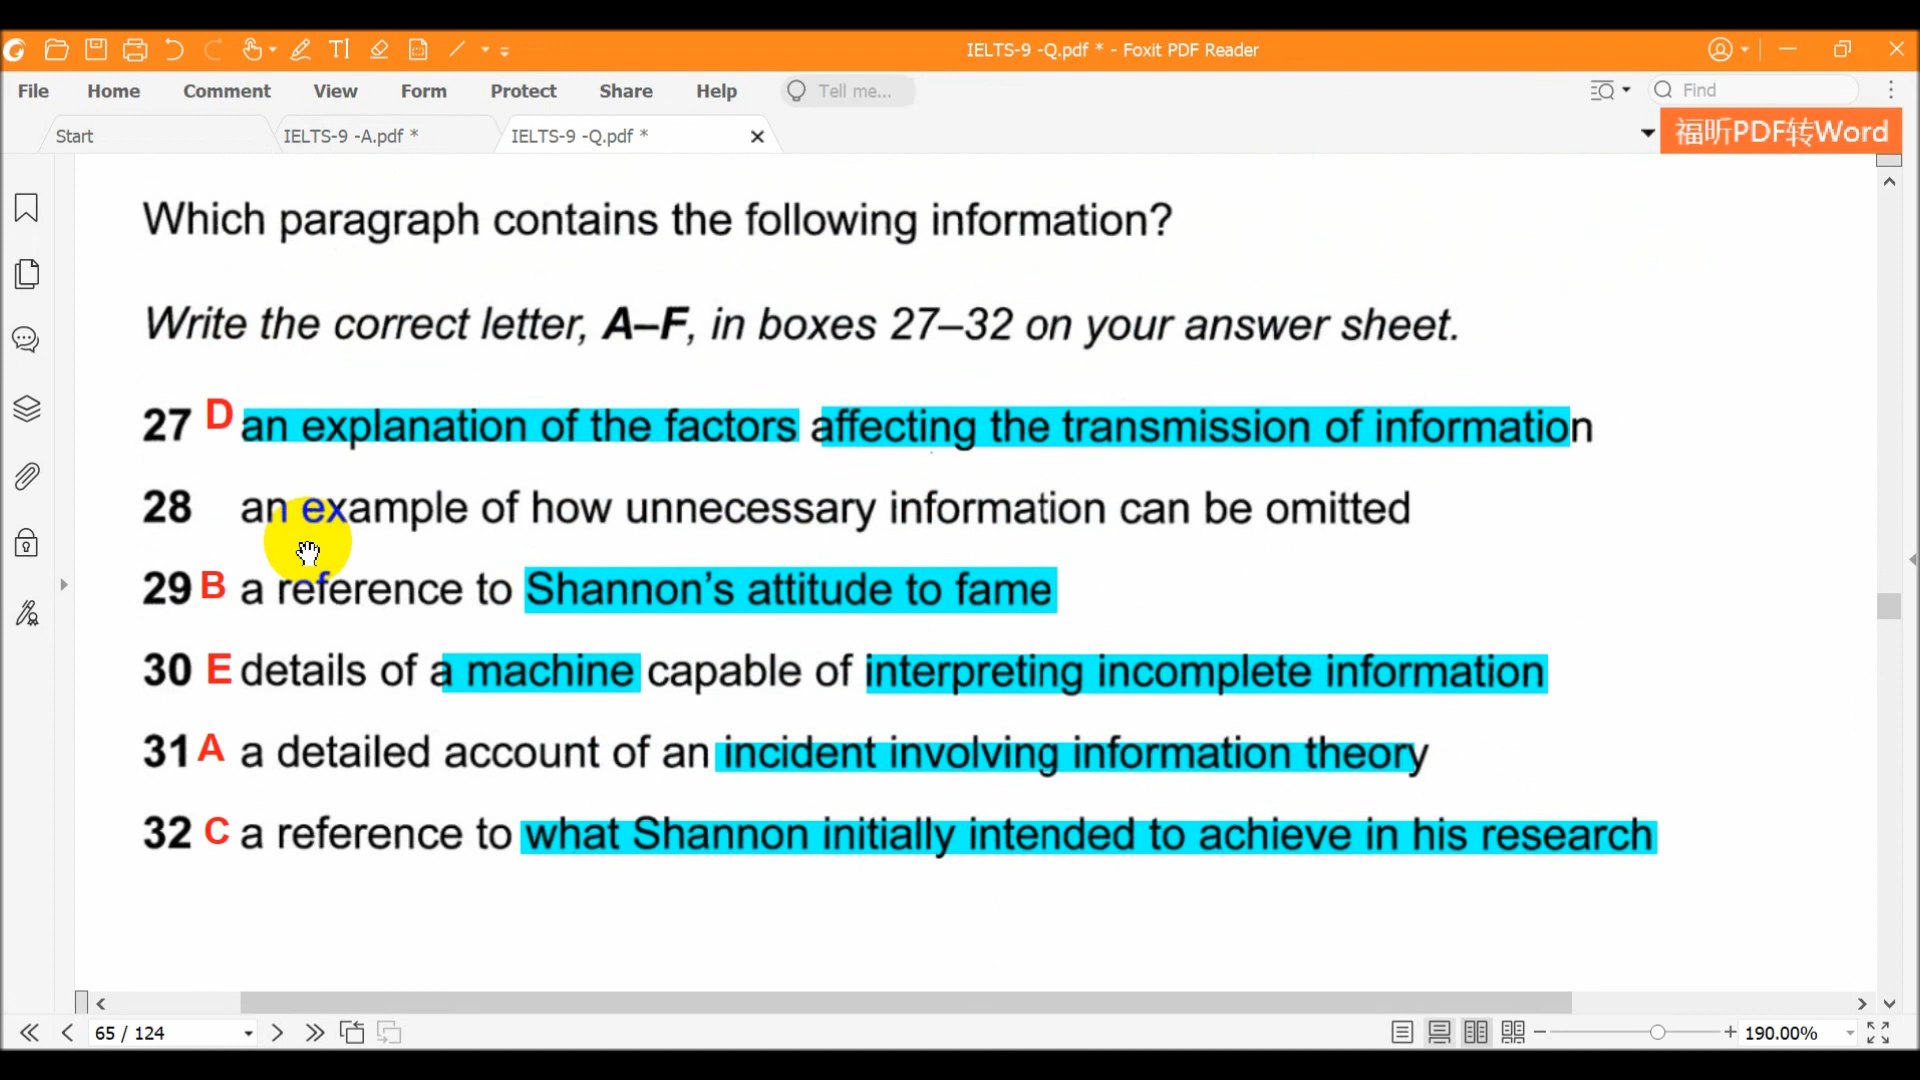 IELTS-9 -Q.pdf * - Foxit PDF Reader
File Home Comment View Form Protect Share Help Tell me... Find
Start IELTS-9 -A.pdf * IELTS-9 -Q.pdf * 福昕PDF转Word
Which paragraph contains the following information?
Write the correct letter, A–F, in boxes 27–32 on your answer sheet.
27 D an explanation of the factors affecting the transmission of information
28 an example of how unnecessary information can be omitted
29 B a reference to Shannon's attitude to fame
30 E details of a machine capable of interpreting incomplete information
31 A a detailed account of an incident involving information theory
32 C a reference to what Shannon initially intended to achieve in his research
65 / 124 190.00%